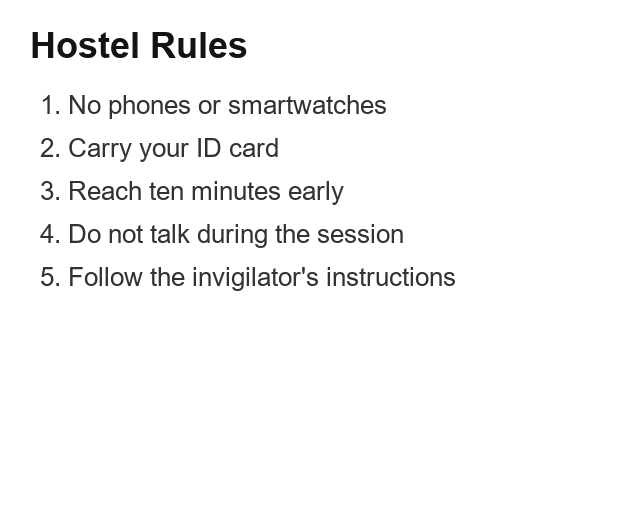 Hostel Rules
1. No phones or smartwatches
2. Carry your ID card
3. Reach ten minutes early
4. Do not talk during the session
5. Follow the invigilator's instructions